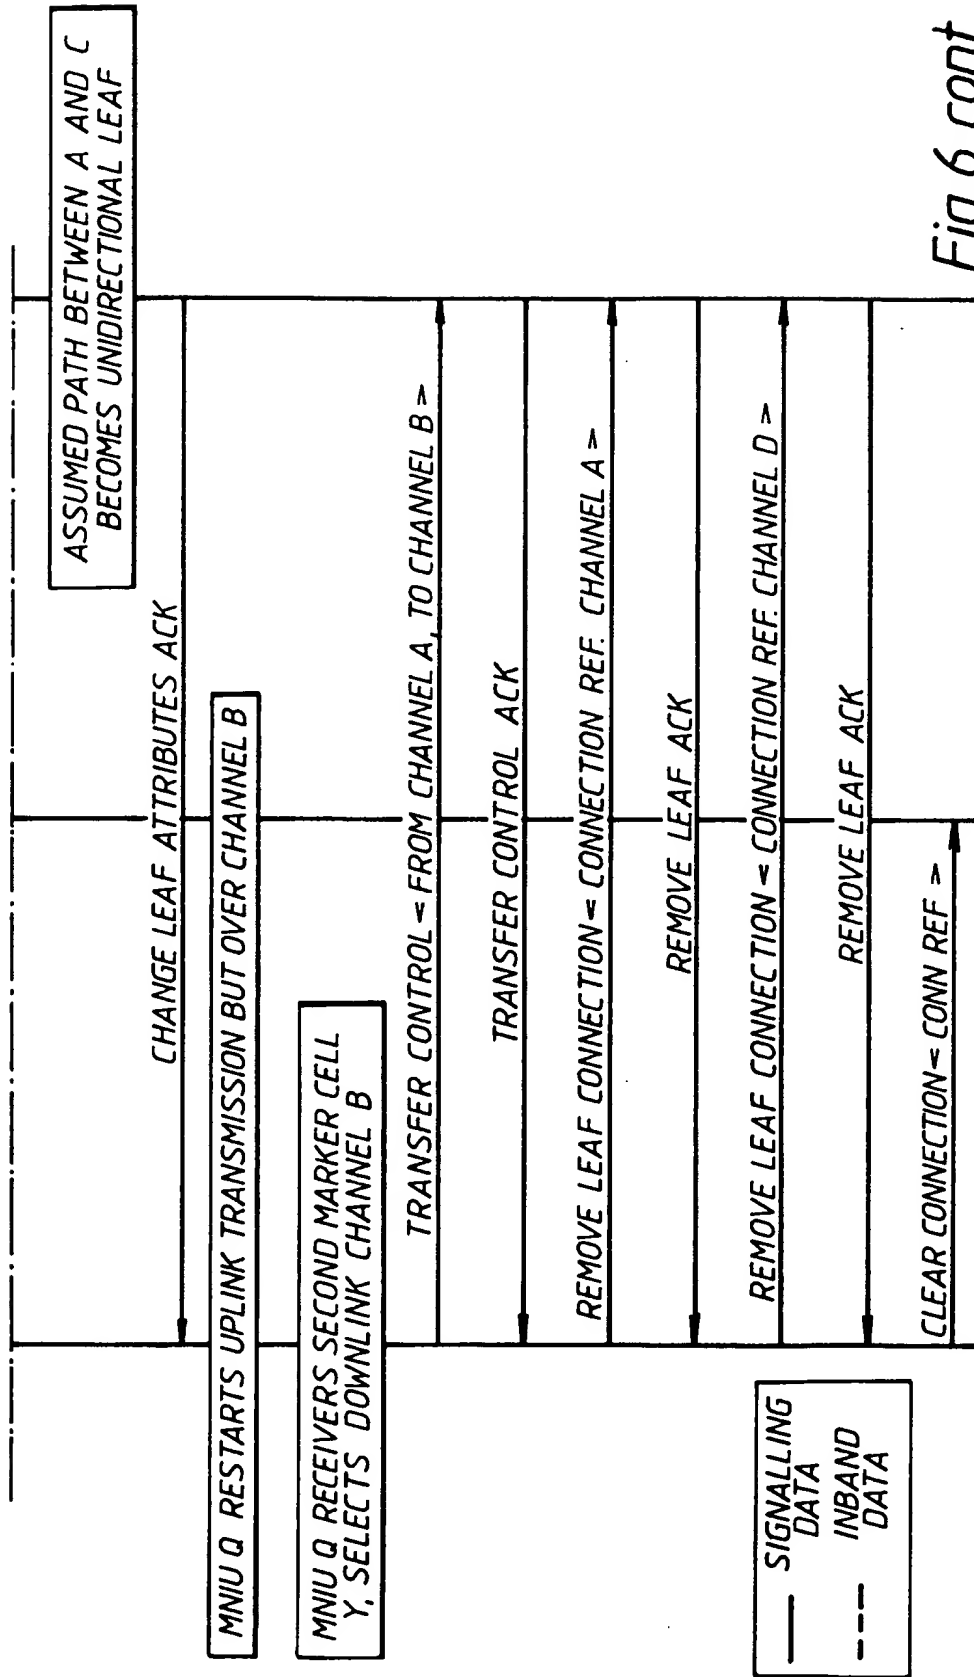 ASSUMED PATH BETWEEN A AND C
BECOMES UNIDIRECTIONAL LEAF
CHANGE LEAF ATTRIBUTES ACK
MNIU Q RESTARTS UPLINK TRANSMISSION BUT OVER CHANNEL B
MNIU Q RECEIVERS SECOND MARKER CELL
Y, SELECTS DOWNLINK CHANNEL B
TRANSFER CONTROL < FROM CHANNEL A, TO CHANNEL B >
TRANSFER CONTROL ACK
REMOVE LEAF CONNECTION < CONNECTION REF. CHANNEL A >
REMOVE LEAF ACK
REMOVE LEAF CONNECTION < CONNECTION REF. CHANNEL D >
REMOVE LEAF ACK
CLEAR CONNECTION < CONN REF >
SIGNALLING
DATA
INBAND
DATA
Fig. 6 cont